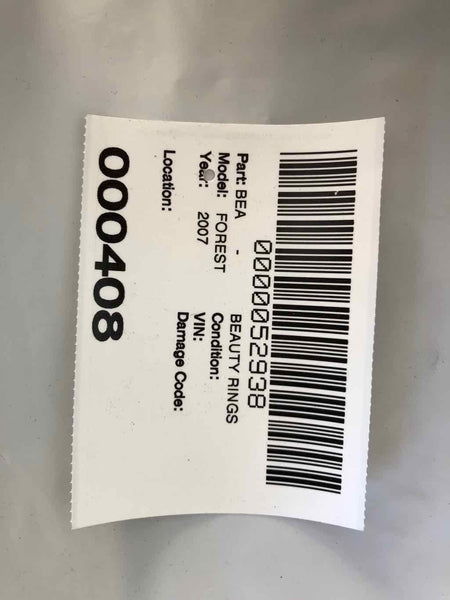 0000052938
Part: BEA - BEAUTY RINGS
Model: FOREST Condition:
Year: 2007 VIN:
Damage Code:
Location:
000408